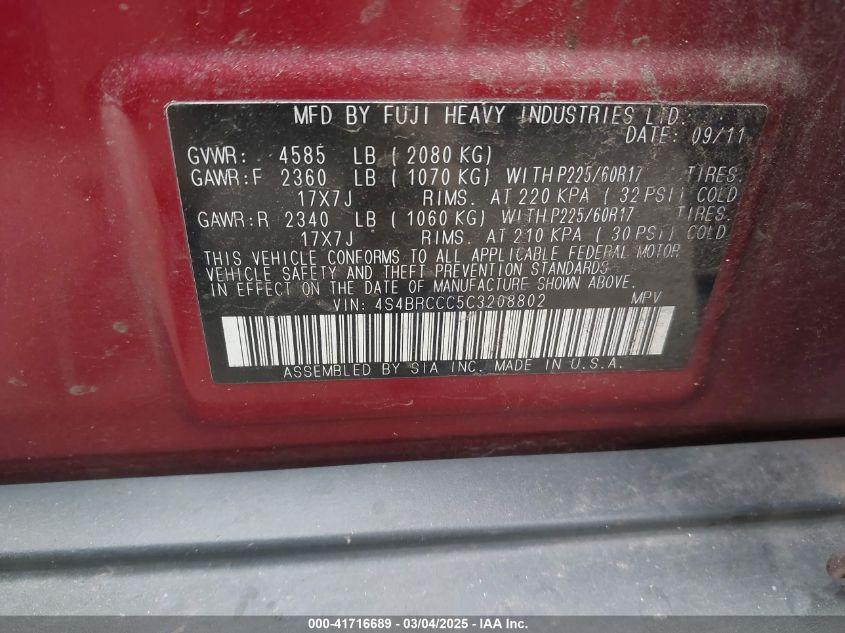 MFD BY FUJI HEAVY INDUSTRIES LTD.
DATE: 09/11
GVWR: 4585 LB ( 2080 KG)
GAWR:F 2360 LB ( 1070 KG) WITH P225/60R17 TIRES.
17X7J RIMS. AT 220 KPA ( 32 PSI) COLD
GAWR:R 2340 LB ( 1060 KG) WITH P225/60R17 TIRES.
17X7J RIMS. AT 210 KPA ( 30 PSI) COLD
THIS VEHICLE CONFORMS TO ALL APPLICABLE FEDERAL MOTOR
VEHICLE SAFETY AND THEFT PREVENTION STANDARDS
IN EFFECT ON THE DATE OF MANUFACTURE SHOWN ABOVE.
VIN: 4S4BRCCC5C3208802 MPV
ASSEMBLED BY SIA INC. MADE IN U.S.A.
000-41716689 - 03/04/2025 - IAA Inc.